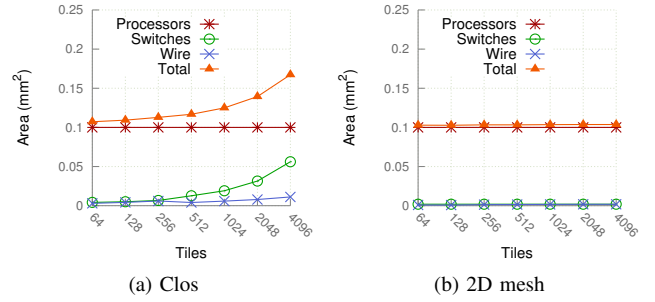 Processors
Switches
Wire
Total
0.25
0.2
0.15
0.1
0.05
0
Area (mm²)
64
128
256
512
1024
2048
4096
Tiles
(a) Clos
Processors
Switches
Wire
Total
0.25
0.2
0.15
0.1
0.05
0
Area (mm²)
64
128
256
512
1024
2048
4096
Tiles
(b) 2D mesh